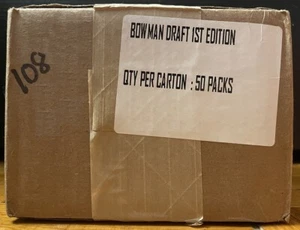 108
BOWMAN DRAFT 1ST EDITION
QTY PER CARTON : 50 PACKS